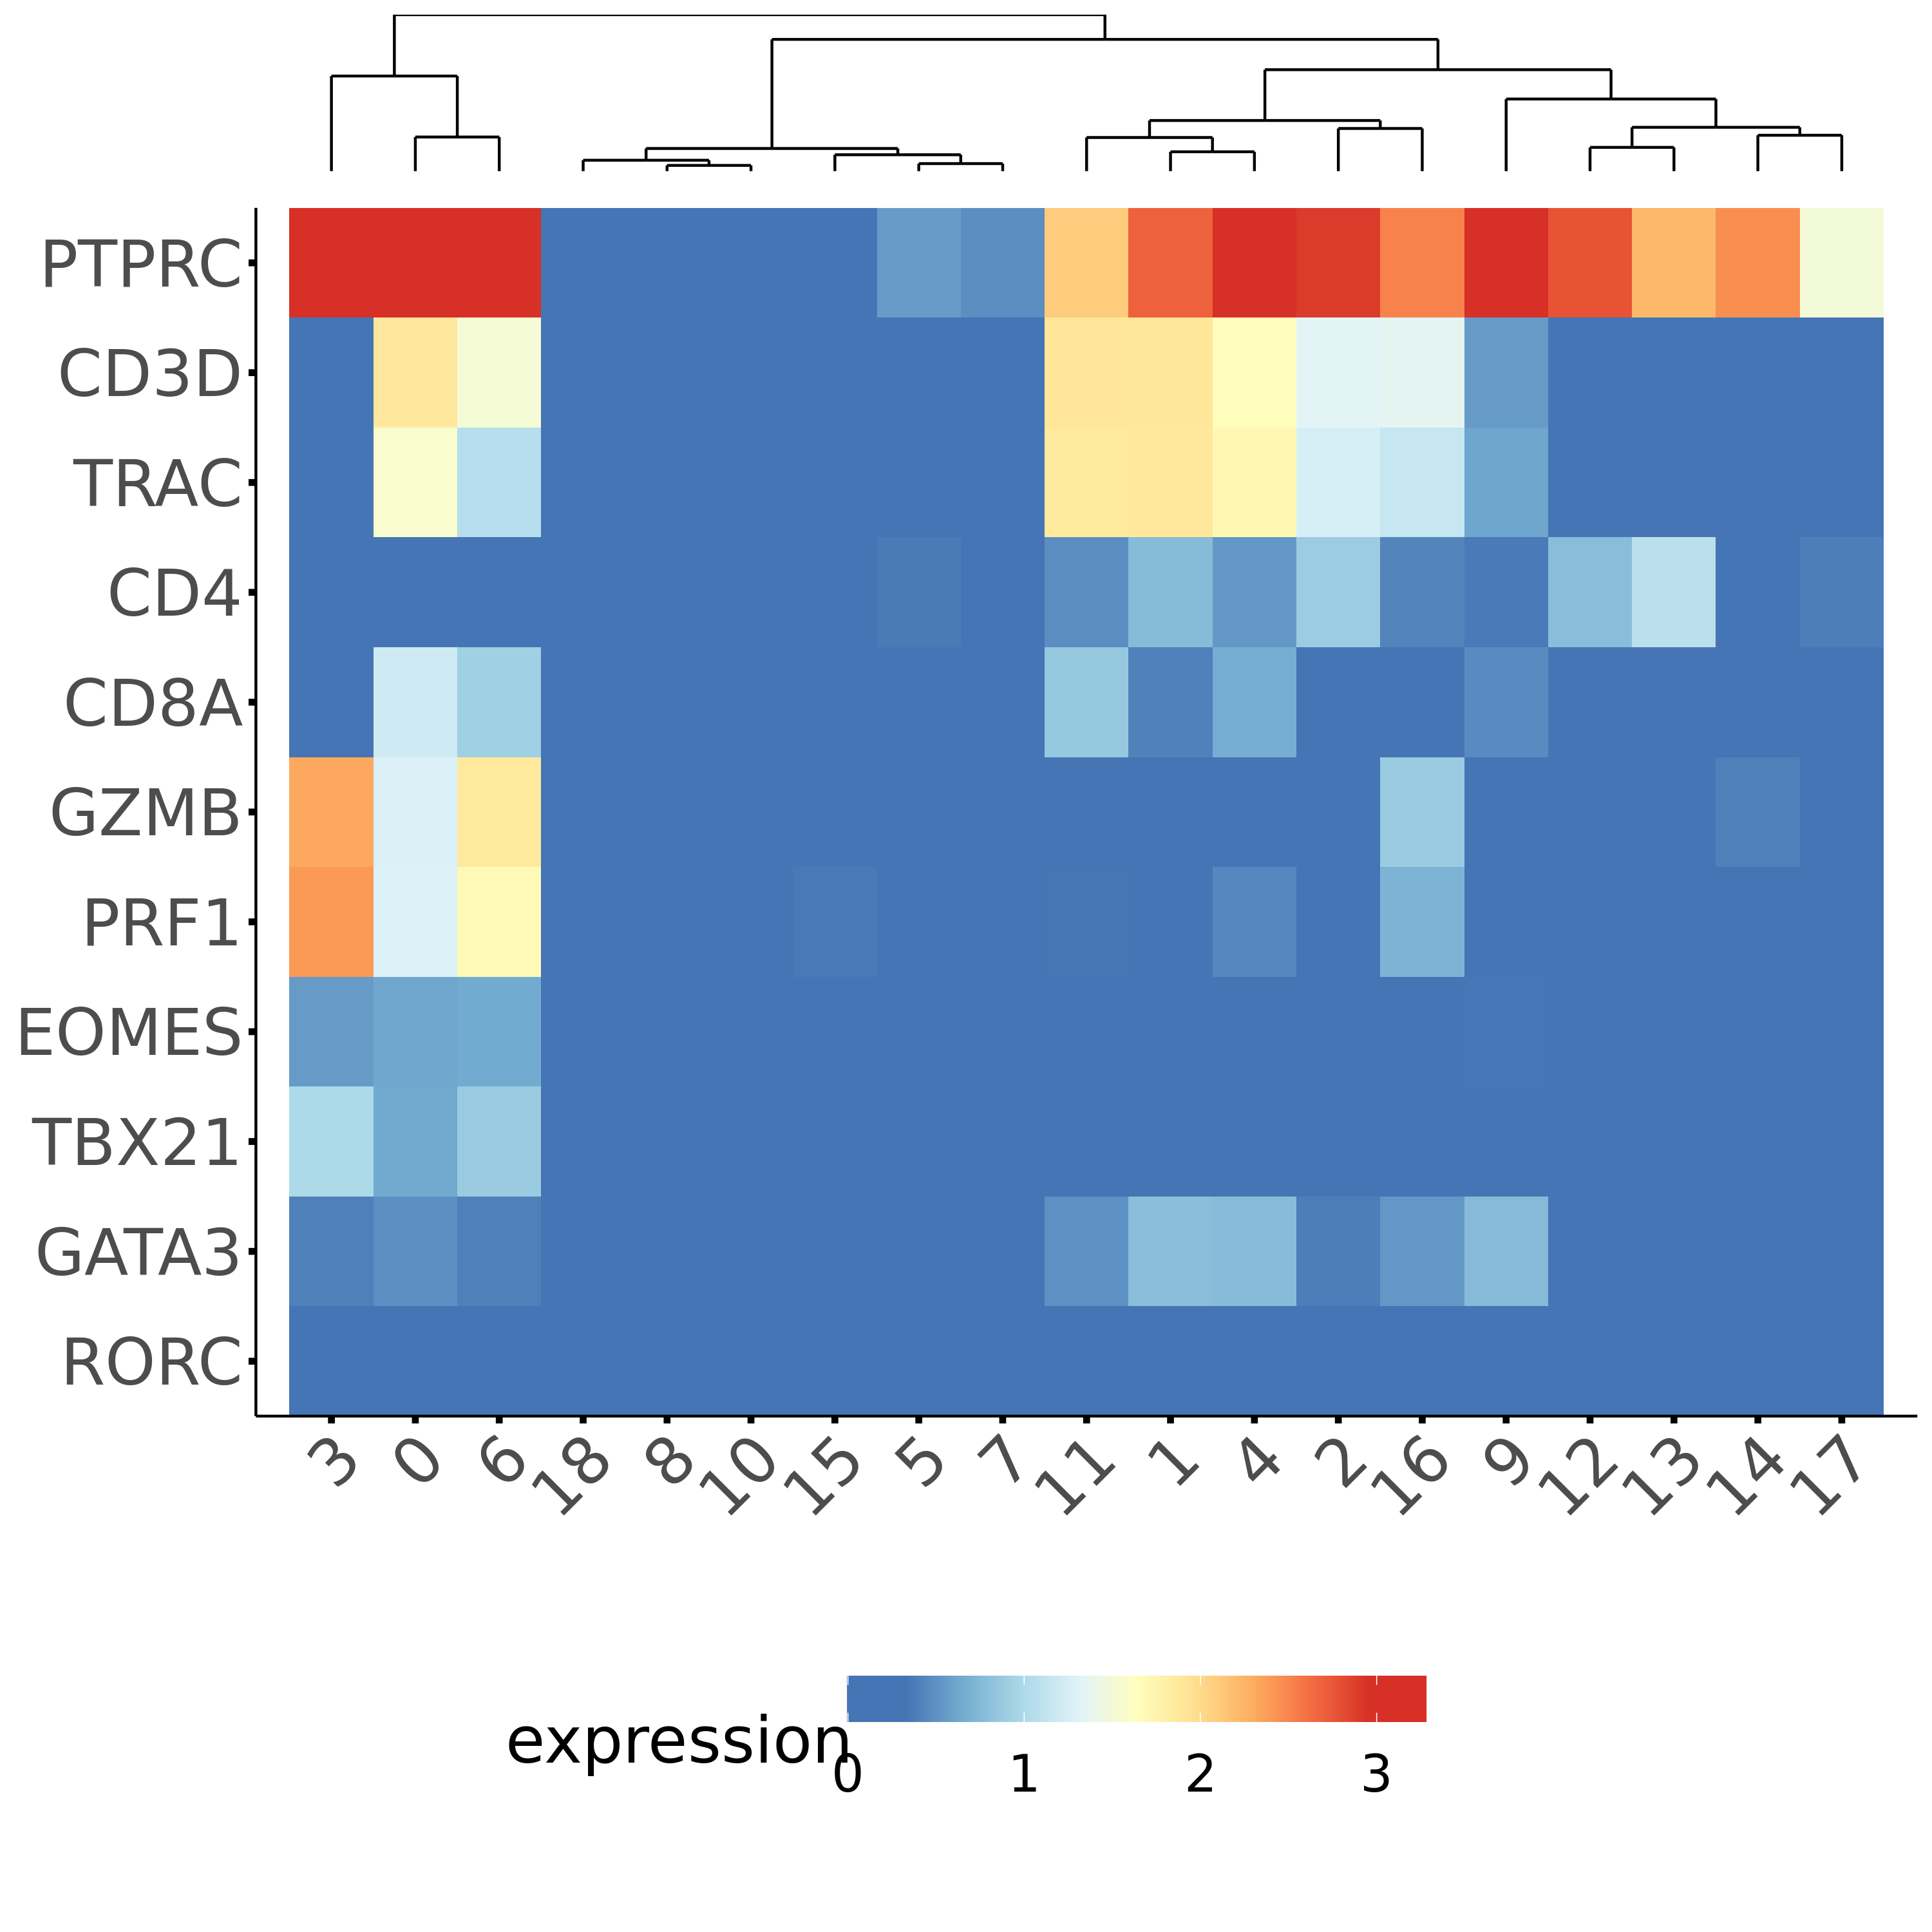 PTPRC
CD3D
TRAC
CD4
CD8A
GZMB
PRF1
EOMES
TBX21
GATA3
RORC
3 0 6 18 8 10 15 5 7 11 1 4 2 16 9 12 13 14 17
expression
0 1 2 3